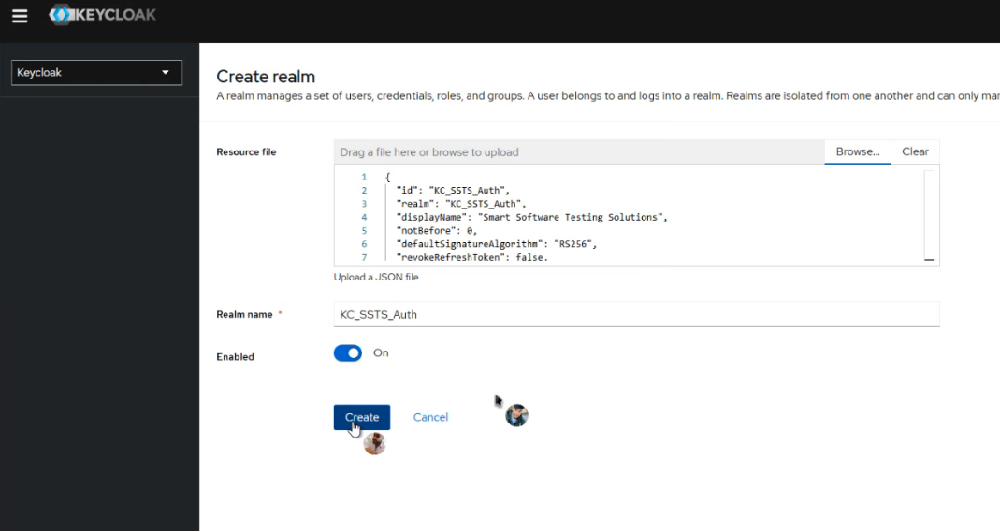 KEYCLOAK
Keycloak
Create realm
A realm manages a set of users, credentials, roles, and groups. A user belongs to and logs into a realm. Realms are isolated from one another and can only
Resource file
Drag a file here or browse to upload
Browse...
Clear
1 {
2 "id": "KC_SSTS_Auth",
3 "realm": "KC_SSTS_Auth",
4 "displayName": "Smart Software Testing Solutions",
5 "notBefore": 0,
6 "defaultSignatureAlgorithm": "RS256",
7 "revokeRefreshToken": false.
Upload a JSON file
Realm name *
KC_SSTS_Auth
Enabled
On
Create
Cancel